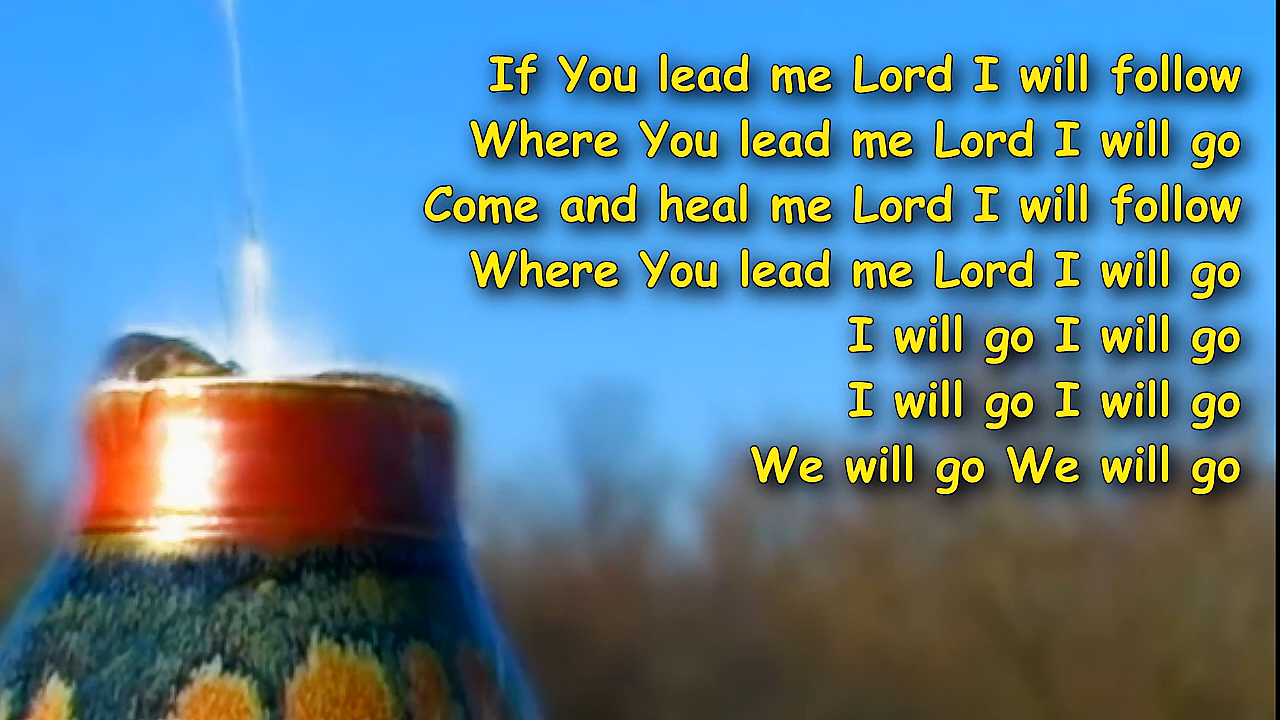 If You lead me Lord I will follow
Where You lead me Lord I will go
Come and heal me Lord I will follow
Where You lead me Lord I will go
I will go I will go
I will go I will go
We will go We will go